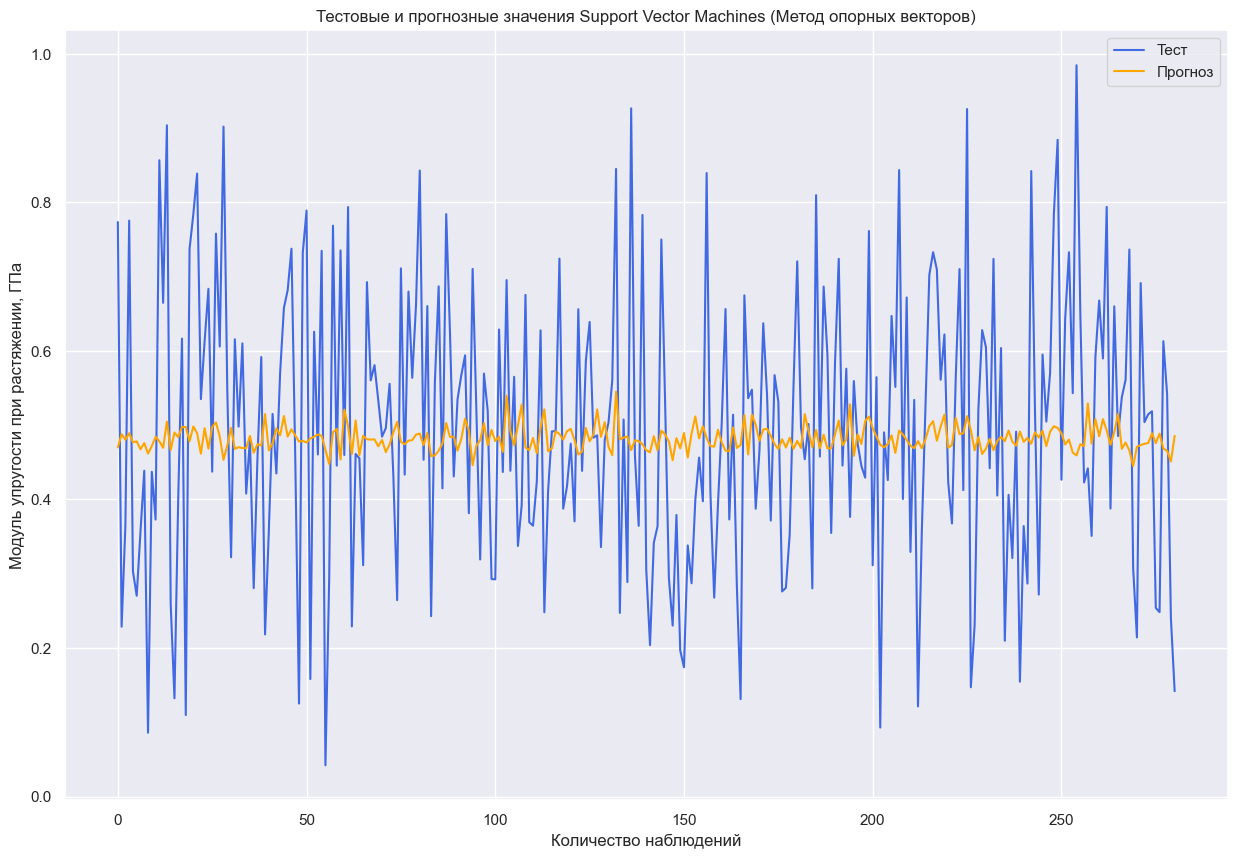 Тестовые и прогнозные значения Support Vector Machines (Метод опорных векторов)
Тест
Прогноз
Модуль упругости при растяжении, ГПа
1.0
0.8
0.6
0.4
0.2
0.0
0 50 100 150 200 250
Количество наблюдений